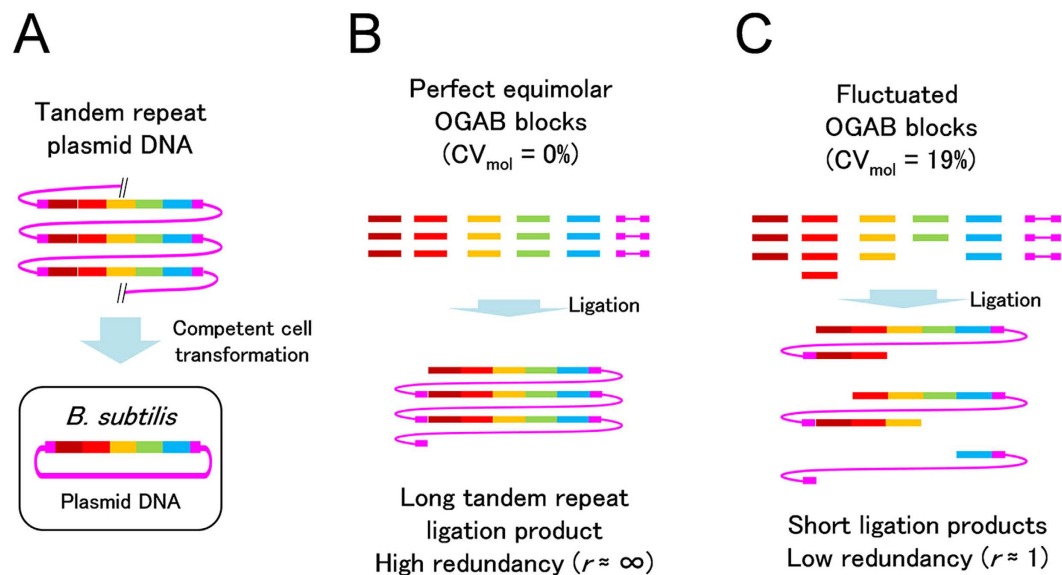 A
Tandem repeat
plasmid DNA
Competent cell
transformation
B. subtilis
Plasmid DNA
B
Perfect equimolar
OGAB blocks
(CVmol = 0%)
Ligation
Long tandem repeat
ligation product
High redundancy (r ≈ ∞)
C
Fluctuated
OGAB blocks
(CVmol = 19%)
Ligation
Short ligation products
Low redundancy (r ≈ 1)